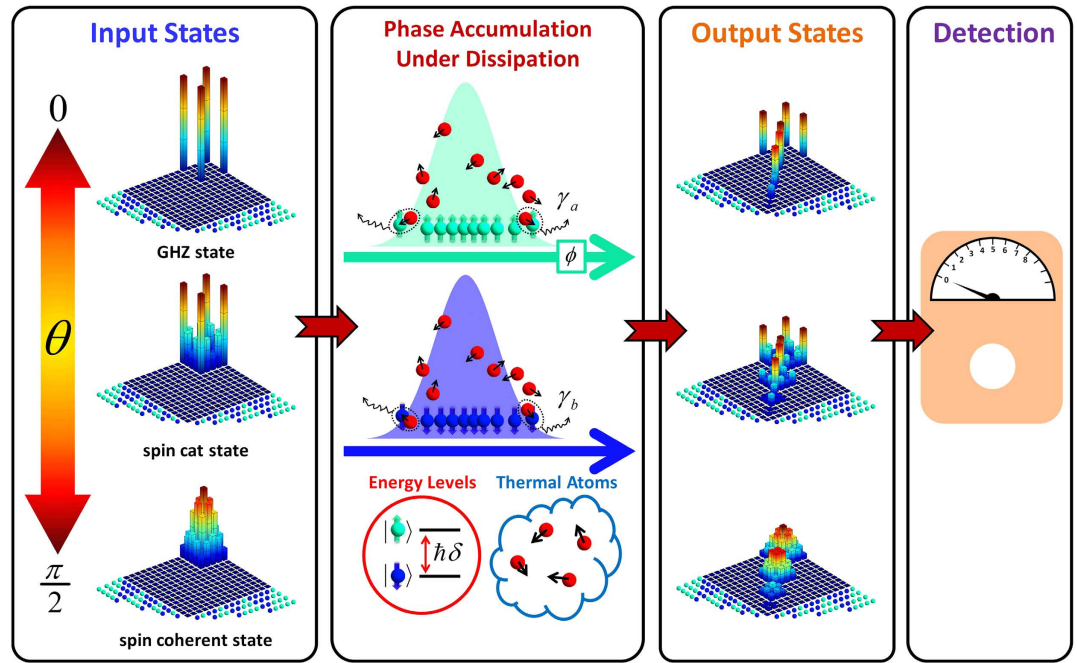 Input States
0
θ
π
2
GHZ state
spin cat state
spin coherent state
Phase Accumulation
Under Dissipation
γa
ϕ
γb
Energy Levels
ħδ
Thermal Atoms
Output States
Detection
0 1 2 3 4 5 6 7 8